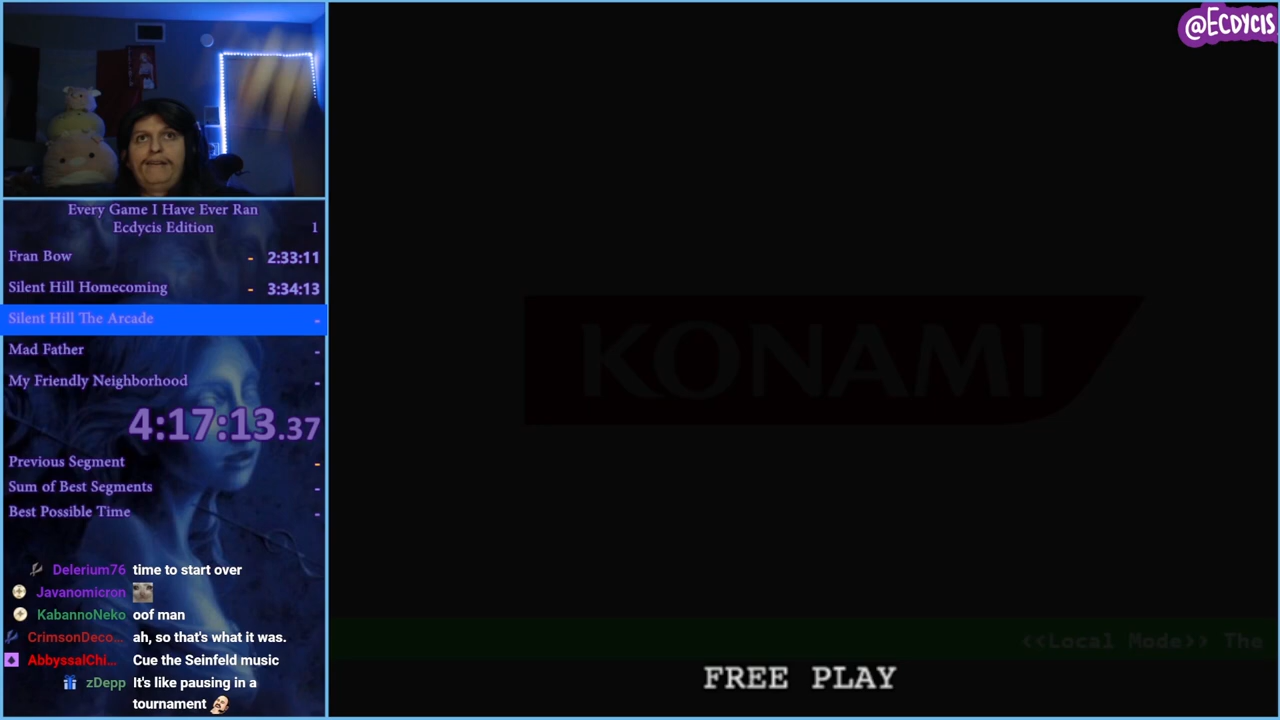 @ECDYCIS
Every Game I Have Ever Ran
Ecdycis Edition 1
Fran Bow - 2:33:11
Silent Hill Homecoming - 3:34:13
Silent Hill The Arcade -
Mad Father -
My Friendly Neighborhood -
4:17:13.37
Previous Segment -
Sum of Best Segments -
Best Possible Time -
Delerium76 time to start over
Javanomicron
KabannoNeko oof man
CrimsonDeco... ah, so that's what it was.
AbbyssalChi... Cue the Seinfeld music
zDepp It's like pausing in a
tournament
KONAMI
<<Local Mode>> The
FREE PLAY